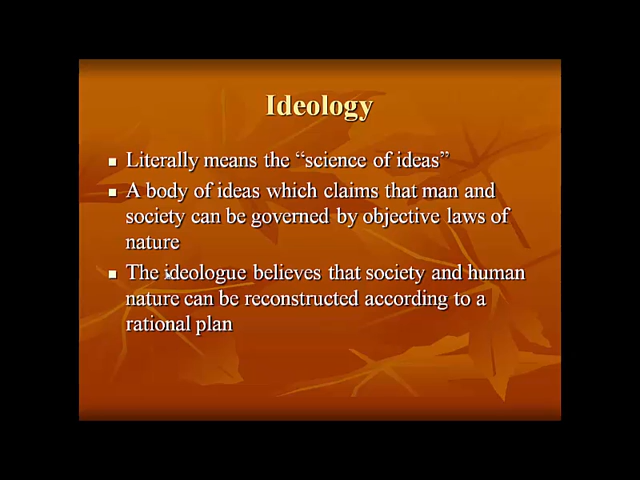 Ideology
Literally means the “science of ideas”
A body of ideas which claims that man and
society can be governed by objective laws of
nature
The ideologue believes that society and human
nature can be reconstructed according to a
rational plan